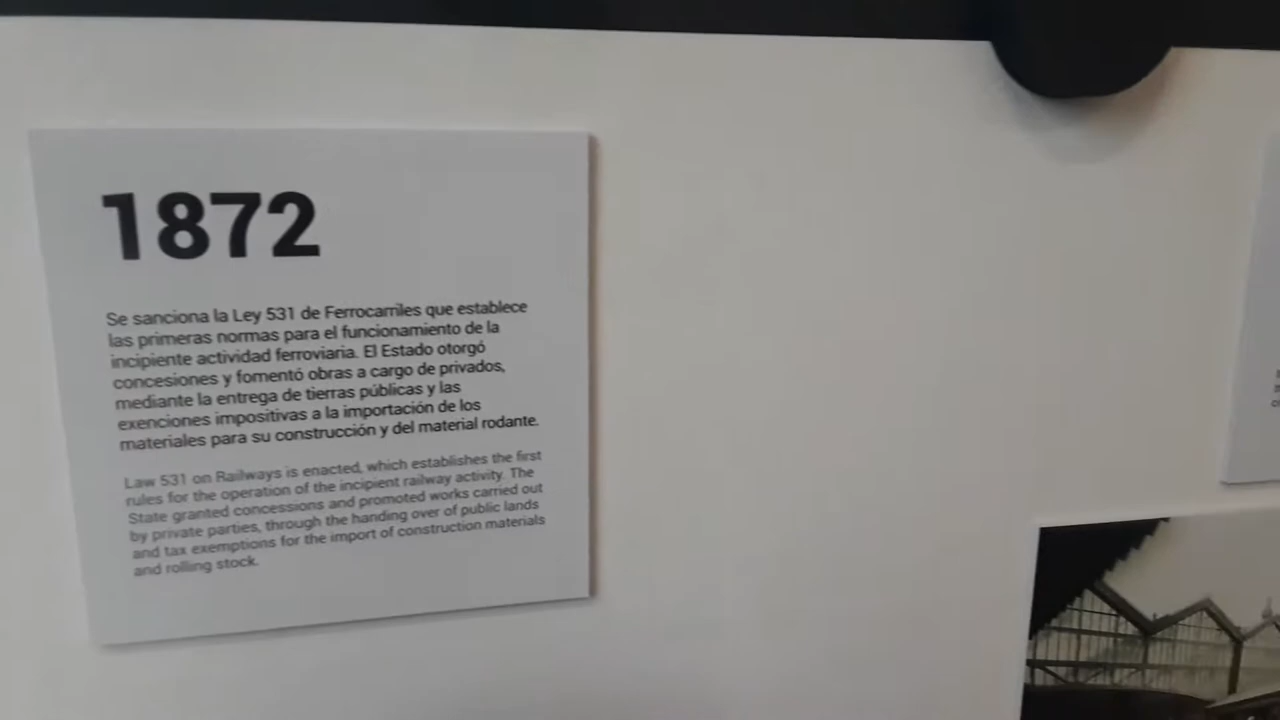 1872
Se sanciona la Ley 531 de Ferrocarriles que establece
las primeras normas para el funcionamiento de la
incipiente actividad ferroviaria. El Estado otorgó
concesiones y fomentó obras a cargo de privados,
mediante la entrega de tierras públicas y las
exenciones impositivas a la importación de los
materiales para su construcción y del material rodante.
Law 531 on Railways is enacted, which establishes the first
rules for the operation of the incipient railway activity. The
State granted concessions and promoted works carried out
by private parties, through the handing over of public lands
and tax exemptions for the import of construction materials
and rolling stock.